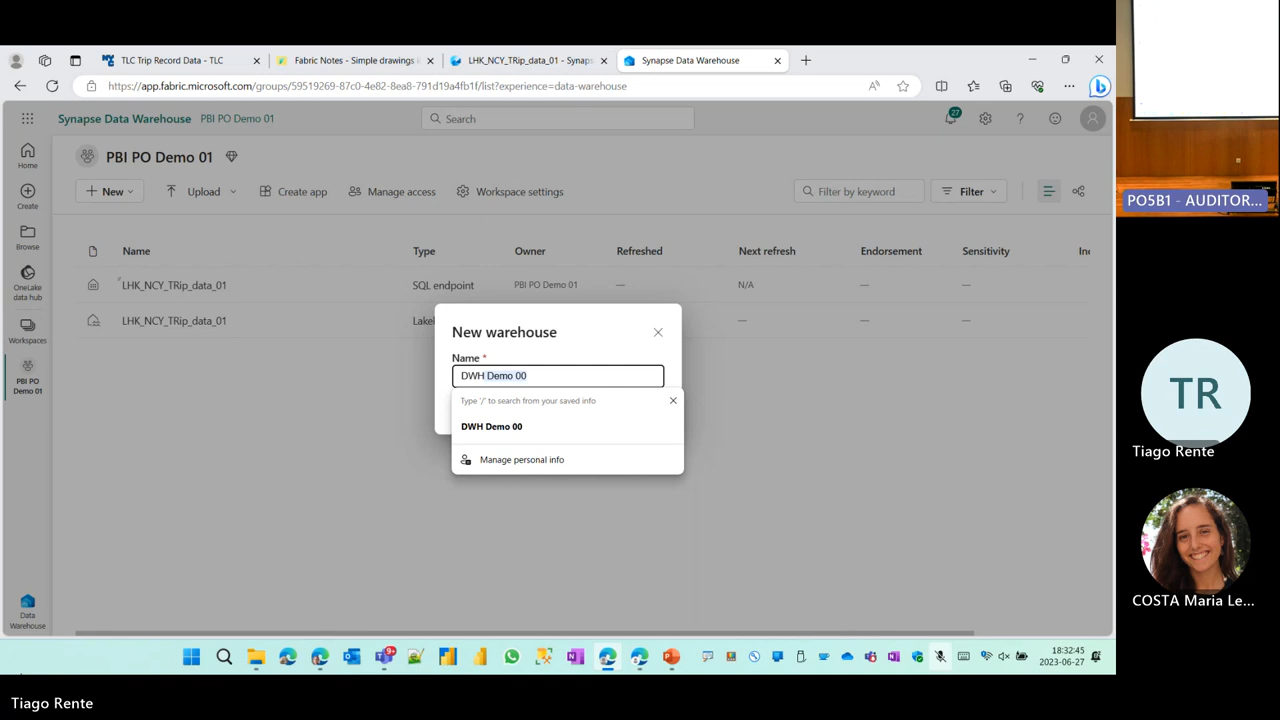 TLC Trip Record Data - TLC
Fabric Notes - Simple drawings
LHK_NCY_TRip_data_01 - Synaps
Synapse Data Warehouse
https://app.fabric.microsoft.com/groups/59519269-87c0-4e82-8ea8-791d19a4fb1f/list?experience=data-warehouse
Synapse Data Warehouse PBI PO Demo 01
Search
27
Home
PBI PO Demo 01
New
Upload
Create app
Manage access
Workspace settings
Filter by keyword
Filter
Create
Browse
OneLake
data hub
Workspaces
PBI PO
Demo 01
Data
Warehouse
Name Type Owner Refreshed Next refresh Endorsement Sensitivity Inc
LHK_NCY_TRip_data_01 SQL endpoint PBI PO Demo 01 — N/A — —
LHK_NCY_TRip_data_01 Lakel — — —
New warehouse
Name *
DWH Demo 00
Type '/' to search from your saved info
DWH Demo 00
Manage personal info
9+
18:32:45
2023-06-27
PO5B1 - AUDITOR...
TR
Tiago Rente
COSTA Maria Le...
Tiago Rente